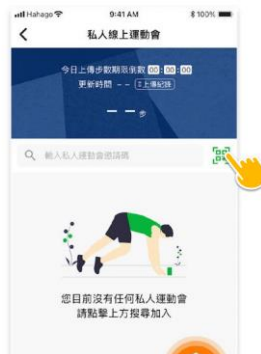 Hahago
9:41 AM
100%
私人線上運動會
今日上傳步數期限倒數 00:00:00
更新時間 -- 上傳紀錄
-- 步
輸入私人運動會邀請碼
您目前沒有任何私人運動會
請點擊上方搜尋加入